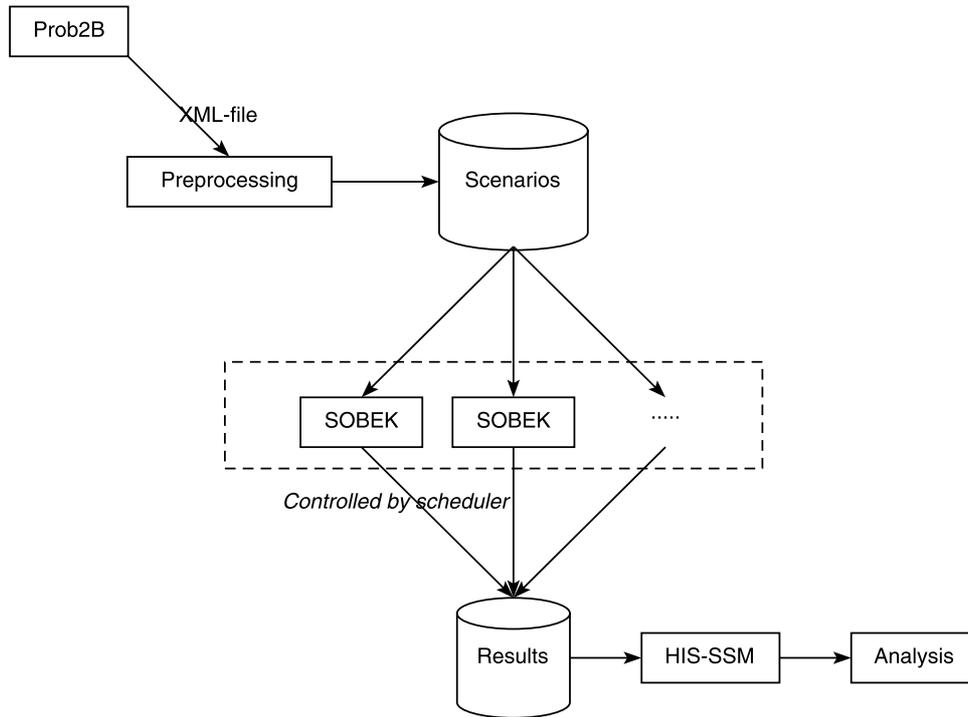 Prob2B
XML-file
Preprocessing
Scenarios
SOBEK
SOBEK
.....
Controlled by scheduler
Results
HIS-SSM
Analysis